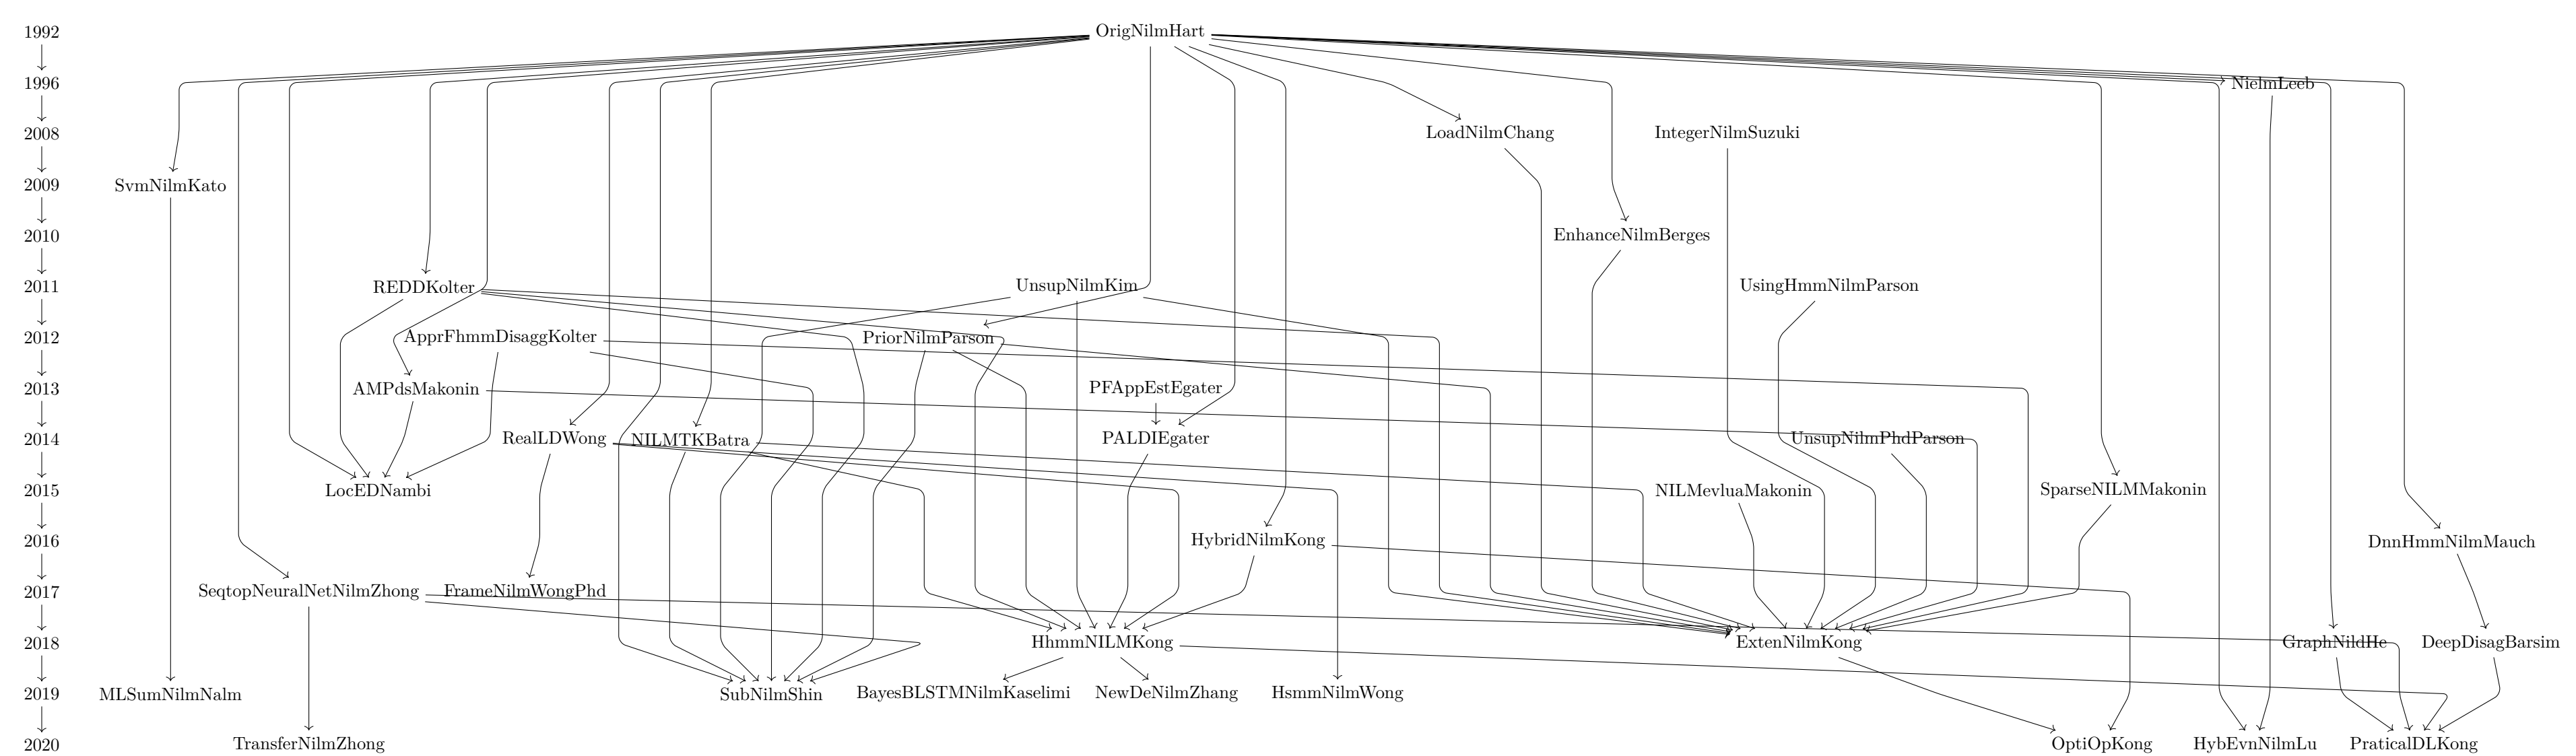 1992 OrigNilmHart
1996 NielmLeeb
2008 LoadNilmChang IntegerNilmSuzuki
2009 SvmNilmKato
2010 EnhanceNilmBerges
2011 REDDKolter UnsupNilmKim UsingHmmNilmParson
2012 ApprFhmmDisaggKolter PriorNilmParson
2013 AMPdsMakonin PFAppEstEgater
2014 RealLDWong NILMTKBatra PALDIEgater UnsupNilmPhdParson
2015 LocEDNambi NILMevluaMakonin SparseNILMMakonin
2016 HybridNilmKong DnnHmmNilmMauch
2017 SeqtopNeuralNetNilmZhong FrameNilmWongPhd
2018 HhmmNILMKong ExtenNilmKong GraphNildHe DeepDisagBarsim
2019 MLSumNilmNalm SubNilmShin BayesBLSTMNilmKaselimi NewDeNilmZhang HsmmNilmWong
2020 TransferNilmZhong OptiOpKong HybEvnNilmLu PraticalDLKong